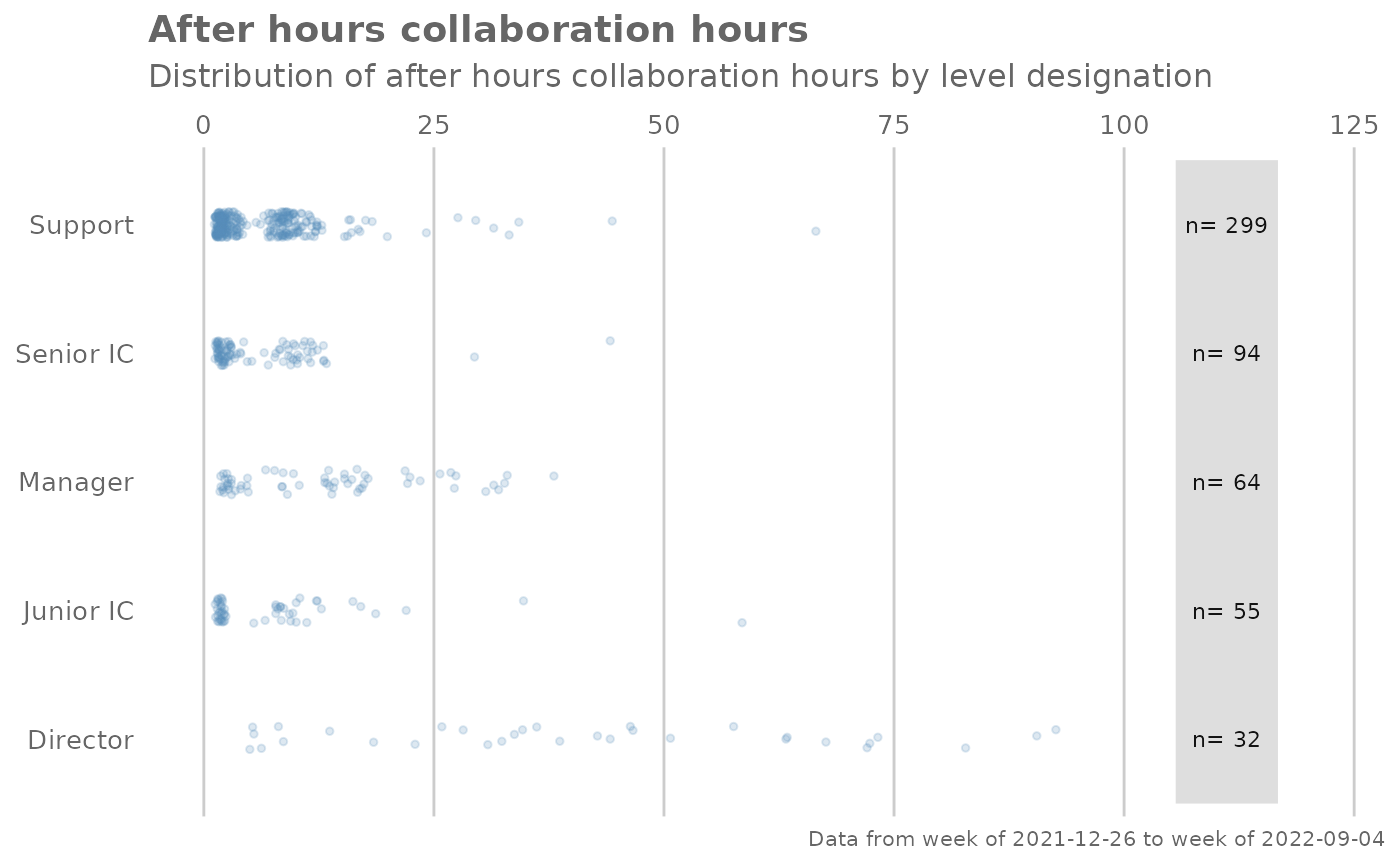 After hours collaboration hours
Distribution of after hours collaboration hours by level designation
0 25 50 75 100 125
Support n= 299
Senior IC n= 94
Manager n= 64
Junior IC n= 55
Director n= 32
Data from week of 2021-12-26 to week of 2022-09-04